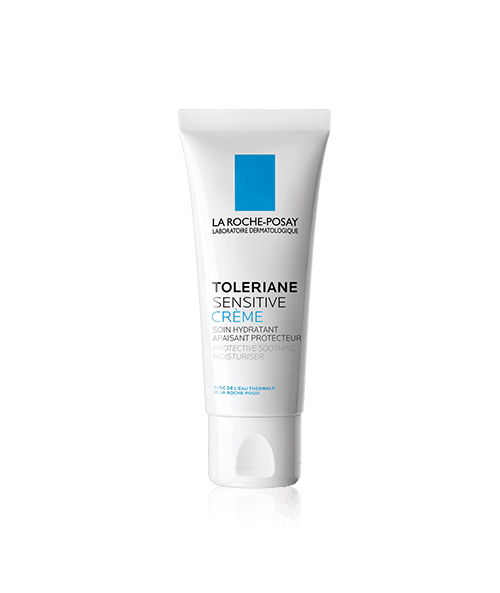 LA ROCHE-POSAY
LABORATOIRE DERMATOLOGIQUE
TOLERIANE
SENSITIVE
CRÈME
SOIN HYDRATANT
APAISANT PROTECTEUR
PROTECTIVE SOOTHING
MOISTURISER
AVEC DE L'EAU THERMALE
DE LA ROCHE-POSAY